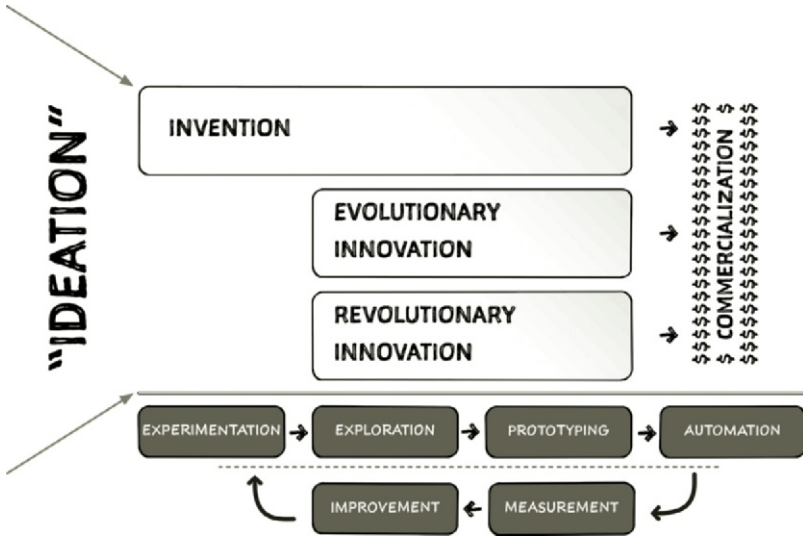 "IDEATION"
INVENTION
EVOLUTIONARY
INNOVATION
REVOLUTIONARY
INNOVATION
$$$$$$$$$$$$$$$$$$$$
$ COMMERCIALIZATION $
$$$$$$$$$$$$$$$$$$$$
EXPERIMENTATION
EXPLORATION
PROTOTYPING
AUTOMATION
IMPROVEMENT
MEASUREMENT